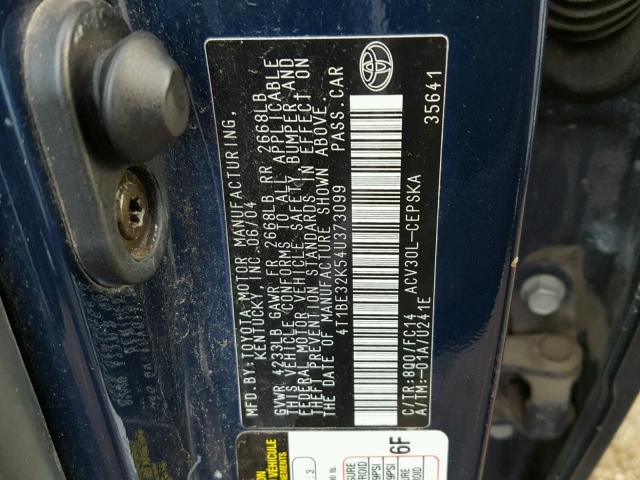 MFD BY: TOYOTA MOTOR MANUFACTURING,
KENTUCKY, INC. 06/04
GVWR 4233LB GAWR FR 2668LB RR 2668LB
THIS VEHICLE CONFORMS TO ALL APPLICABLE
FEDERAL MOTOR VEHICLE SAFETY, BUMPER AND
THEFT PREVENTION STANDARDS IN EFFECT ON
THE DATE OF MANUFACTURE SHOWN ABOVE.
4T1BE32K54U373099 PASS.CAR
ACV30L-CEPSKA
C/TR:8Q0/FC14
A/TM:-01A/U241E
35641
6F
VÉHICULE